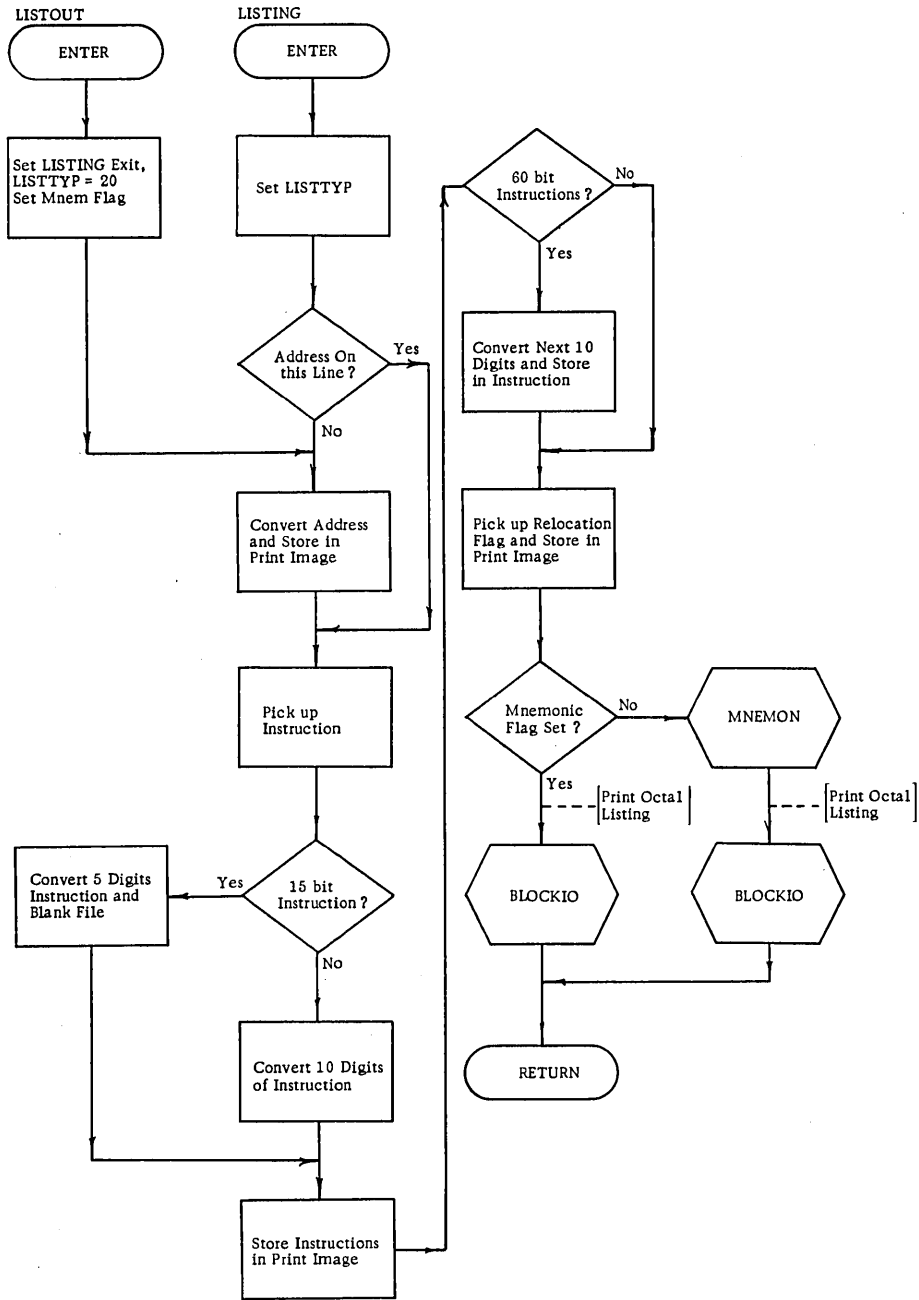 LISTOUT
ENTER
Set LISTING Exit,
LISTTYP = 20
Set Mnem Flag
LISTING
ENTER
Set LISTTYP
Address On
this Line ?
Yes
No
Convert Address
and Store in
Print Image
Pick up
Instruction
15 bit
Instruction ?
Yes
No
Convert 5 Digits
Instruction and
Blank File
Convert 10 Digits
of Instruction
Store Instructions
in Print Image
60 bit
Instructions ?
No
Yes
Convert Next 10
Digits and Store
in Instruction
Pick up Relocation
Flag and Store in
Print Image
Mnemonic
Flag Set ?
No
Yes
MNEMON
Print Octal
Listing
Print Octal
Listing
BLOCKIO
BLOCKIO
RETURN